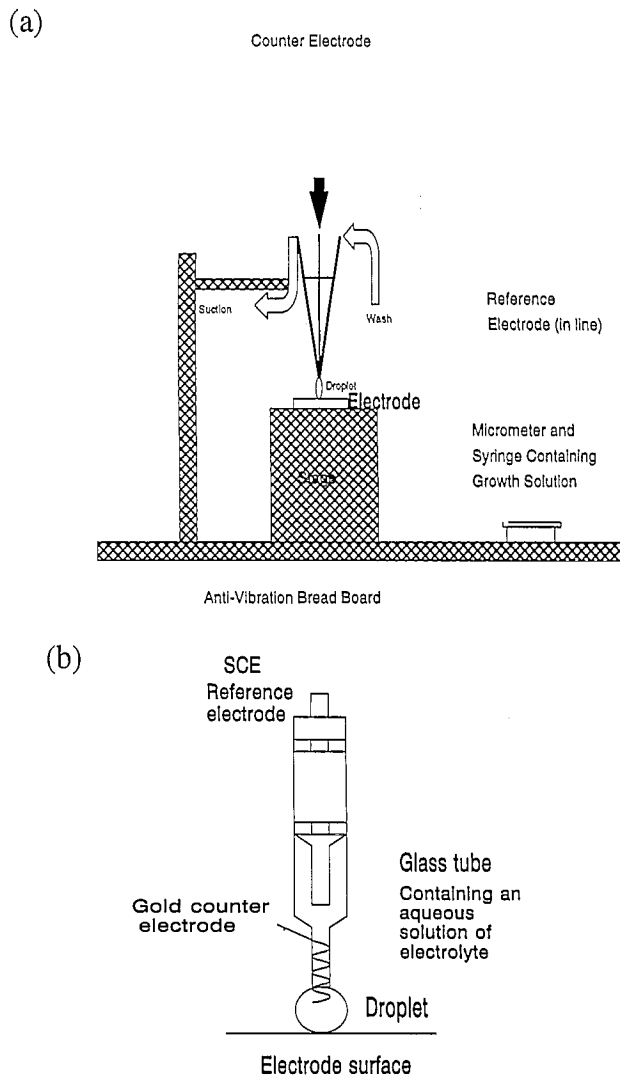 (a)
Counter Electrode
Suction
Wash
Reference
Electrode (in line)
Droplet
Electrode
Micrometer and
Syringe Containing
Growth Solution
Stage
Anti-Vibration Bread Board
(b)
SCE
Reference
electrode
Glass tube
Containing an
aqueous
solution of
electrolyte
Gold counter
electrode
Droplet
Electrode surface